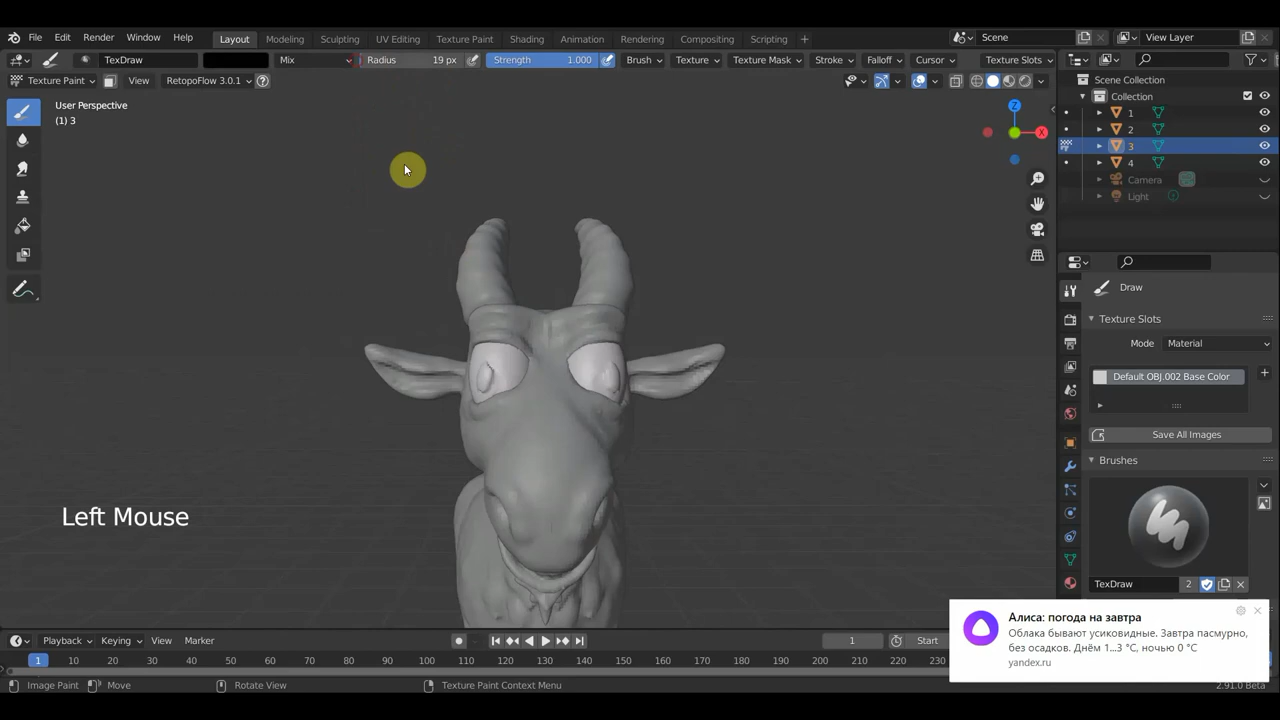 File Edit Render Window Help Layout Modeling Sculpting UV Editing Texture Paint Shading Animation Rendering Compositing Scripting + Scene View Layer
TexDraw Mix Radius 19 px Strength 1.000 Brush Texture Texture Mask Stroke Falloff Cursor Texture Slots
Texture Paint View RetopoFlow 3.0.1 ?
Scene Collection
Collection
1
2
3
4
Camera
Light
User Perspective
(1) 3
Z
X
Draw
Texture Slots
Mode Material
Default OBJ.002 Base Color
Save All Images
Brushes
TexDraw 2
Left Mouse
Алиса: погода на завтра
Облака бывают усиковидные. Завтра пасмурно,
без осадков. Днём 1...3 °C, ночью 0 °C
yandex.ru
Playback Keying View Marker 1 Start
1 10 20 30 40 50 60 70 80 90 100 110 120 130 140 150 160 170 180 190 200 210 220 230
Image Paint Move Rotate View Texture Paint Context Menu 2.91.0 Beta